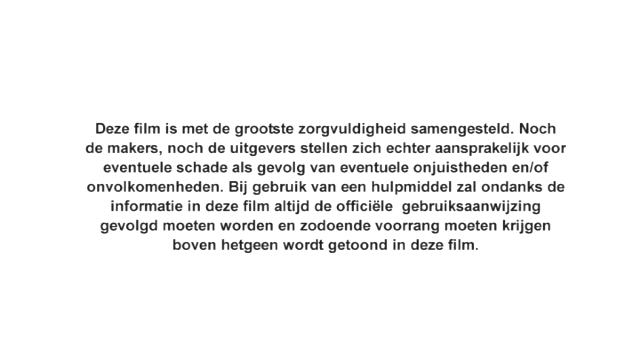 Deze film is met de grootste zorgvuldigheid samengesteld. Noch
de makers, noch de uitgevers stellen zich echter aansprakelijk voor
eventuele schade als gevolg van eventuele onjuistheden en/of
onvolkomenheden. Bij gebruik van een hulpmiddel zal ondanks de
informatie in deze film altijd de officiële  gebruiksaanwijzing
gevolgd moeten worden en zodoende voorrang moeten krijgen
boven hetgeen wordt getoond in deze film.